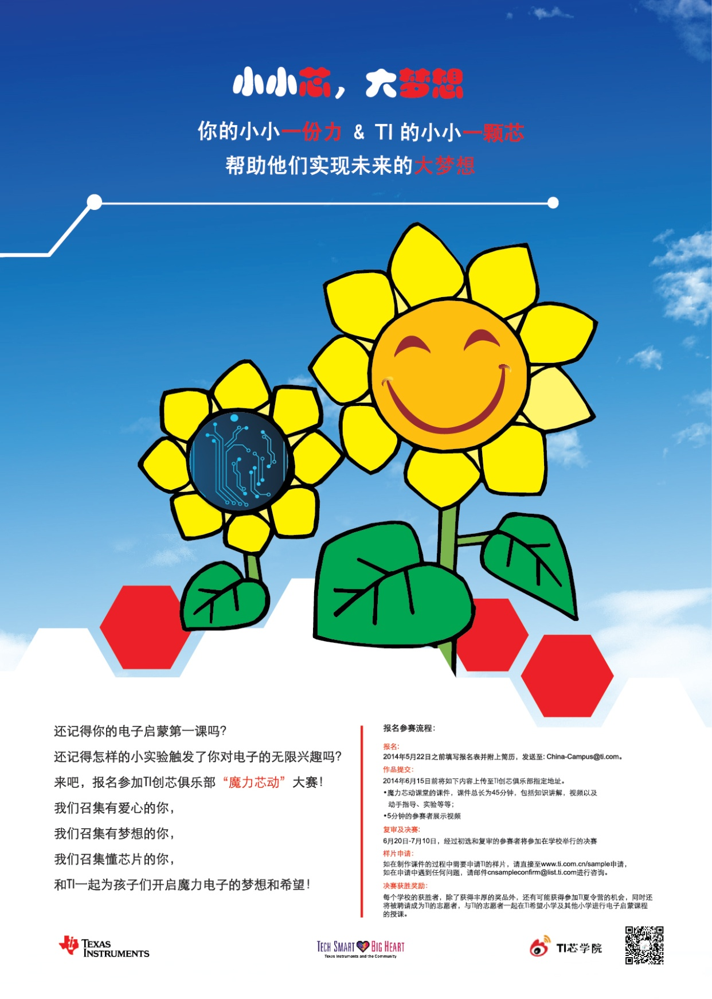 小小芯，大梦想
你的小小一份力 & TI 的小小一颗芯
帮助他们实现未来的大梦想
还记得你的电子启蒙第一课吗？
还记得怎样的小实验触发了你对电子的无限兴趣吗？
来吧，报名参加TI创芯俱乐部“魔力芯动”大赛！
我们召集有爱心的你，
我们召集有梦想的你，
我们召集懂芯片的你，
和TI一起为孩子们开启魔力电子的梦想和希望！
报名参赛流程：
报名：
2014年5月22日之前填写报名表并附上简历，发送至: China-Campus@ti.com。
作品提交：
2014年6月15日前将如下内容上传至TI创芯俱乐部指定地址。
•魔力芯动课堂的课件，课件总长为45分钟，包括知识讲解，视频以及
动手指导、实验等等；
•5分钟的参赛者展示视频
复审及决赛：
6月20日-7月10日，经过初选和复审的参赛者将参加在学校举行的决赛
样片申请：
如在制作课件的过程中需要申请TI的样片，请直接至www.ti.com.cn/sample申请，
如在申请中遇到任何问题，请邮件cnsampleconfirm@list.ti.com进行咨询。
决赛获胜奖励：
每个学校的获胜者，除了获得丰厚的奖品外，还有可能获得参加TI夏令营的机会，同时还
将被聘请成为TI的志愿者，与TI的志愿者一起在TI希望小学及其他小学进行电子启蒙课程
的授课。
TEXAS
INSTRUMENTS
TECH SMART BIG HEART
Texas Instruments and the Community
TI芯学院